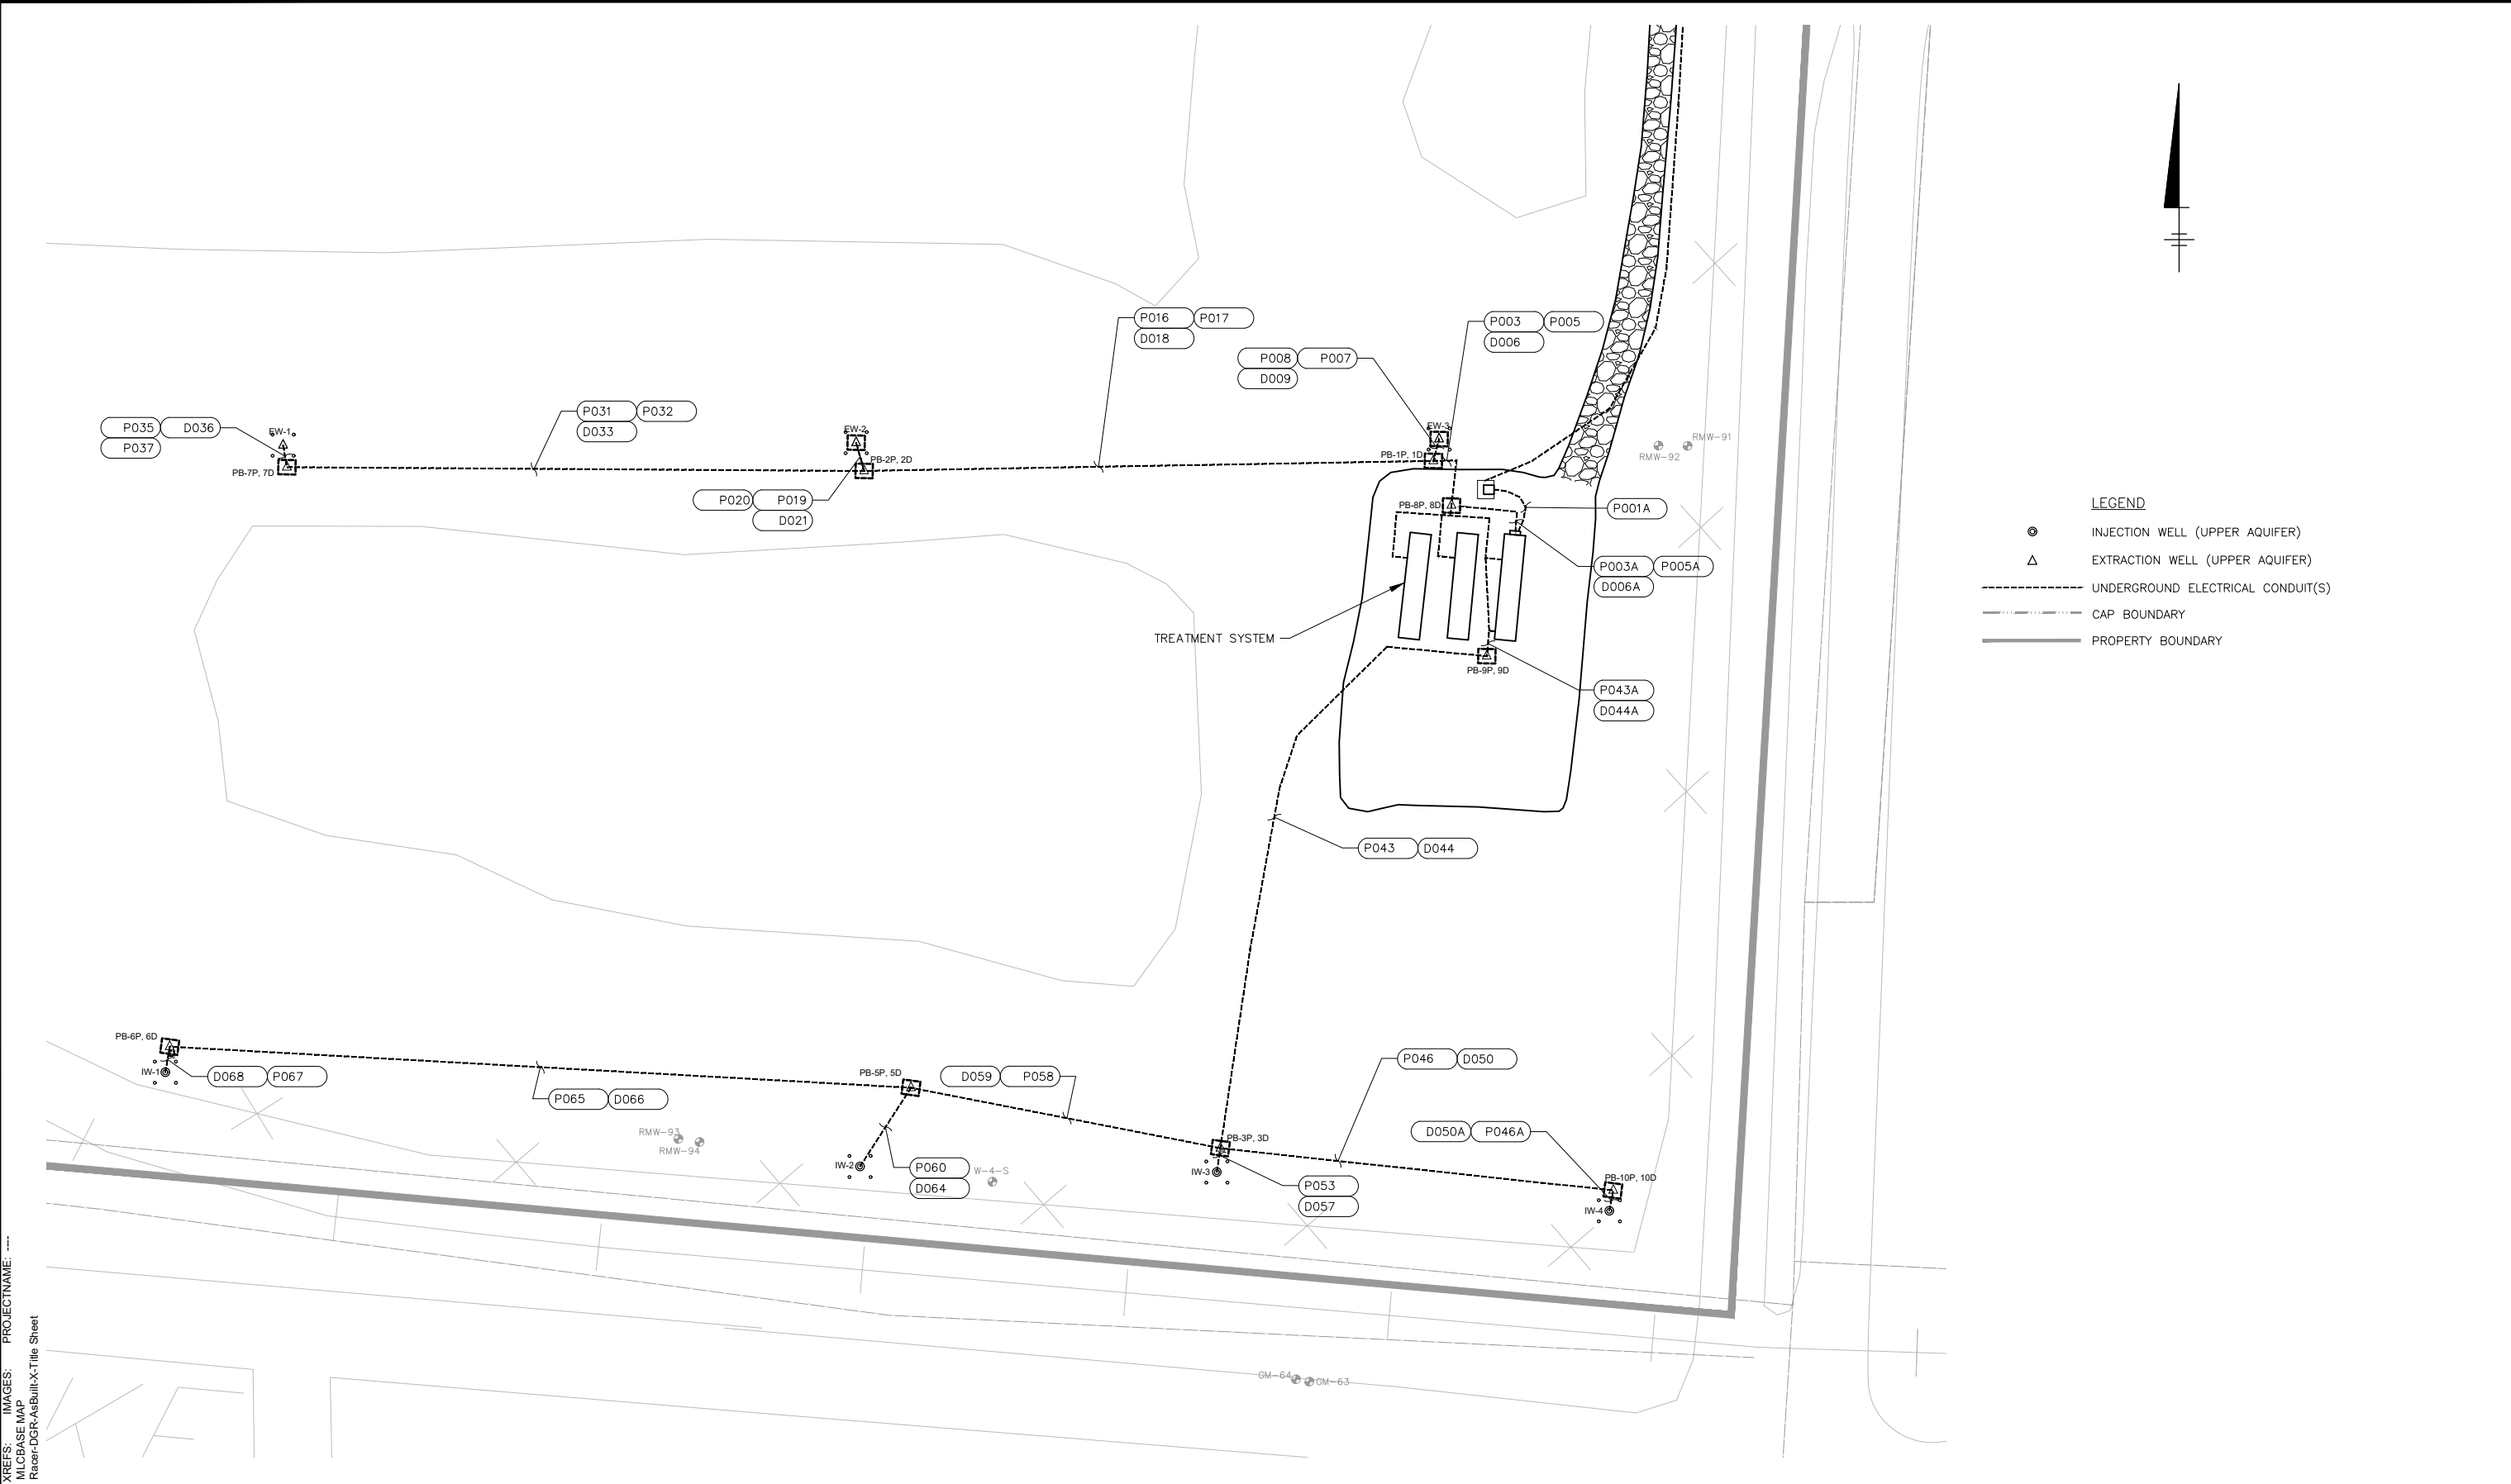 P016 P017
D018
P003 P005
D006
P008 P007
D009
P031 P032
D033
P035 D036
P037
EW-1
EW-2
EW-3
PB-7P, 7D
PB-2P, 2D
PB-1P, 1D
RMW-91
RMW-92
P020 P019
D021
PB-8P, 8D
P001A
LEGEND
INJECTION WELL (UPPER AQUIFER)
EXTRACTION WELL (UPPER AQUIFER)
UNDERGROUND ELECTRICAL CONDUIT(S)
CAP BOUNDARY
PROPERTY BOUNDARY
P003A P005A
D006A
TREATMENT SYSTEM
PB-9P, 9D
P043A
D044A
P043 D044
PB-6P, 6D
IW-1
D068 P067
P065 D066
PB-5P, 5D
D059 P058
P046 D050
D050A P046A
RMW-93
RMW-94
IW-2
P060
D064
W-4-S
PB-3P, 3D
IW-3
P053
D057
PB-10P, 10D
IW-4
GM-64
GM-63
XREFS: IMAGES: PROJECTNAME: ----
MLCBASE MAP
Racer-DGR-AsBuilt-X-Title Sheet